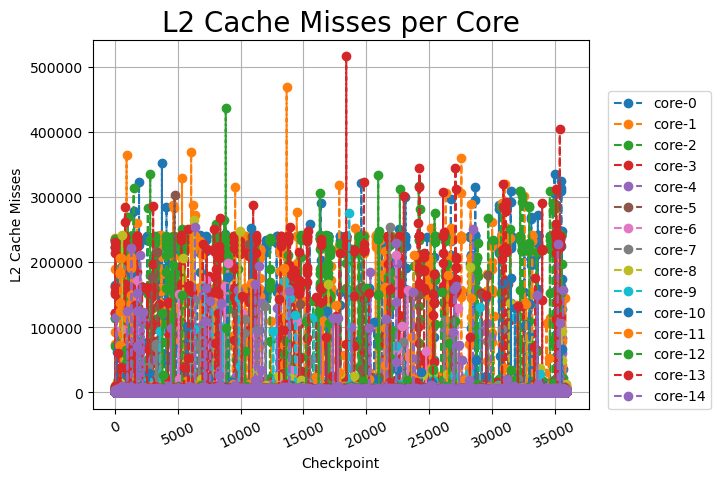 L2 Cache Misses per Core
L2 Cache Misses
500000
400000
300000
200000
100000
0
0
5000
10000
15000
20000
25000
30000
35000
Checkpoint
core-0
core-1
core-2
core-3
core-4
core-5
core-6
core-7
core-8
core-9
core-10
core-11
core-12
core-13
core-14